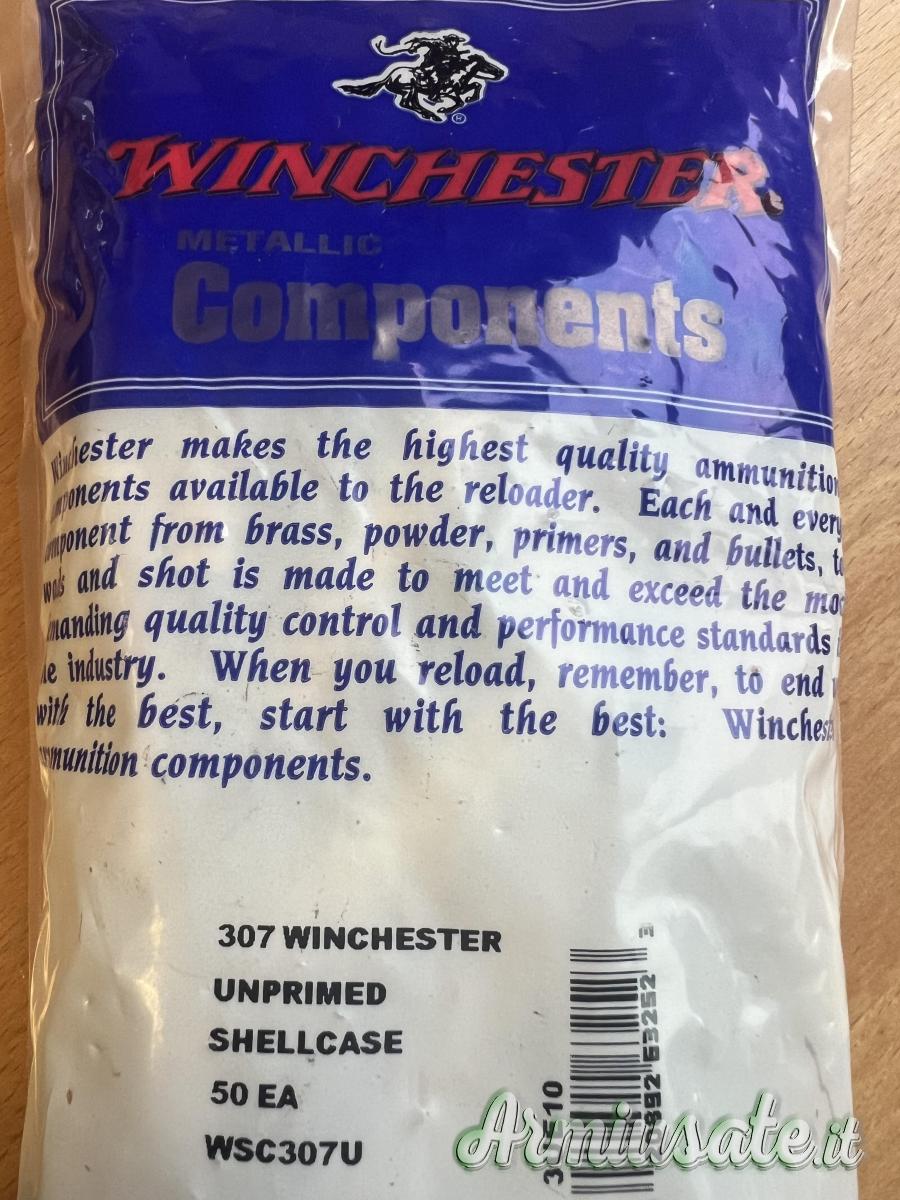 WINCHESTER
METALLIC
Components
Winchester makes the highest quality ammunition
available to the reloader. Each and every
from brass, powder, primers, and bullets,
and shot is made to meet and exceed the
quality control and performance standards
industry. When you reload, remember, to end
with the best, start with the best:
components.
307 WINCHESTER
UNPRIMED
SHELLCASE
50 EA
WSC307U
Armiusate.it